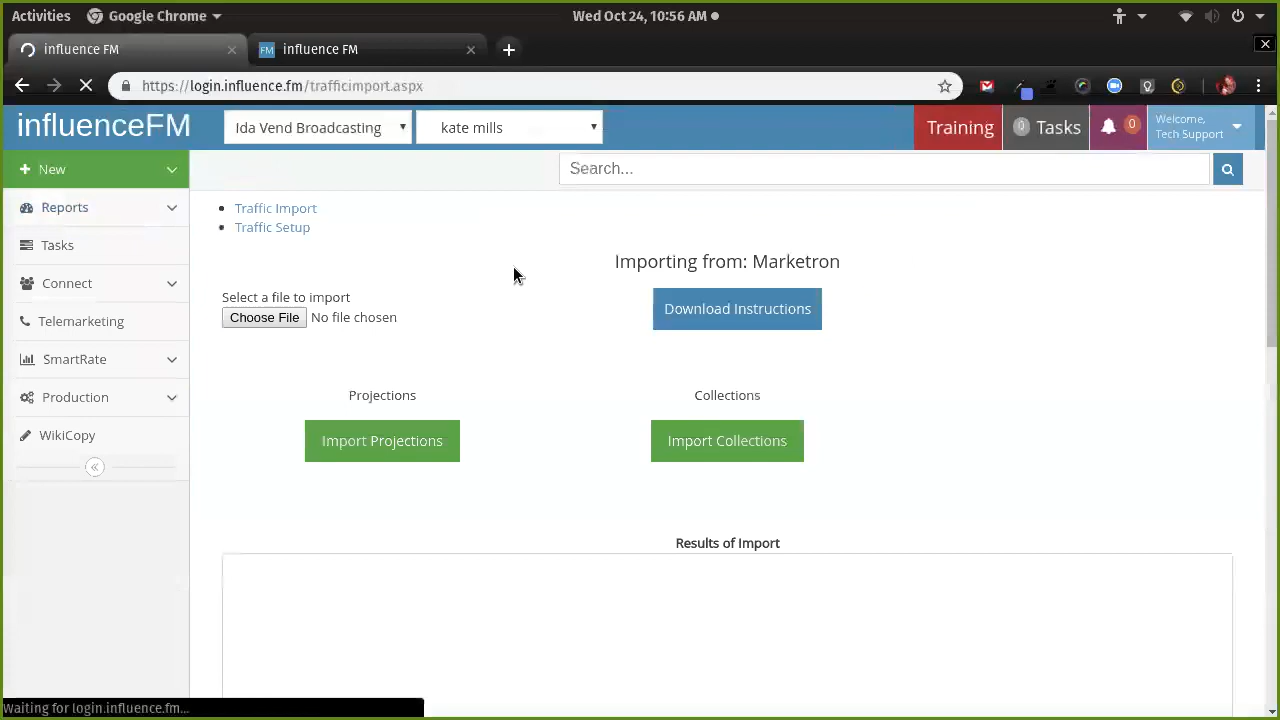 Activities Google Chrome Wed Oct 24, 10:56 AM
influence FM FM influence FM
https://login.influence.fm/trafficimport.aspx
influenceFM Ida Vend Broadcasting kate mills Training 0 Tasks 0 Welcome,
Tech Support
New Search...
Reports
Tasks
Connect
Telemarketing
SmartRate
Production
WikiCopy
Traffic Import
Traffic Setup
Importing from: Marketron
Select a file to import
Choose File No file chosen
Download Instructions
Projections Collections
Import Projections Import Collections
Results of Import
Waiting for login.influence.fm...